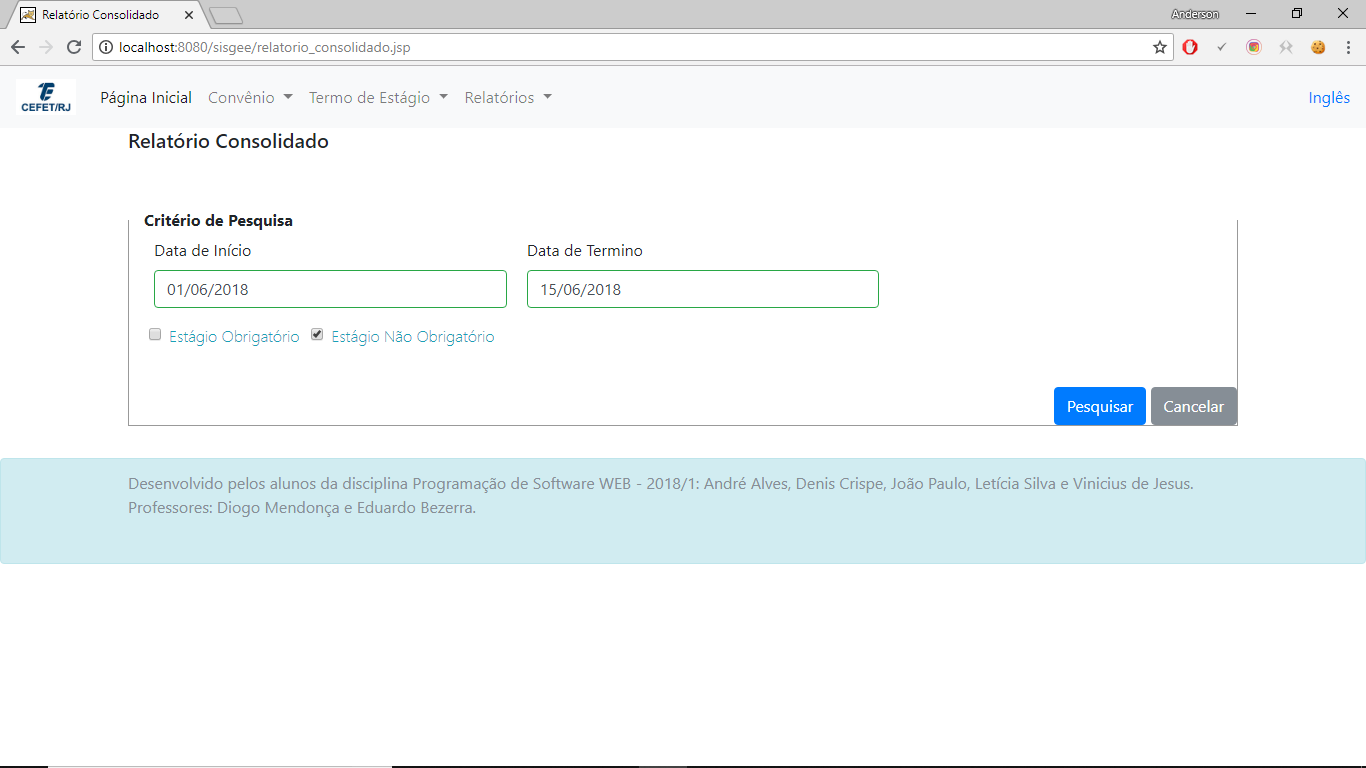 Relatório Consolidado
Anderson
localhost:8080/sisgee/relatorio_consolidado.jsp
CEFET/RJ
Página Inicial Convênio Termo de Estágio Relatórios Inglês
Relatório Consolidado
Critério de Pesquisa
Data de Início Data de Termino
01/06/2018 15/06/2018
Estágio Obrigatório Estágio Não Obrigatório
Pesquisar Cancelar
Desenvolvido pelos alunos da disciplina Programação de Software WEB - 2018/1: André Alves, Denis Crispe, João Paulo, Letícia Silva e Vinicius de Jesus.
Professores: Diogo Mendonça e Eduardo Bezerra.